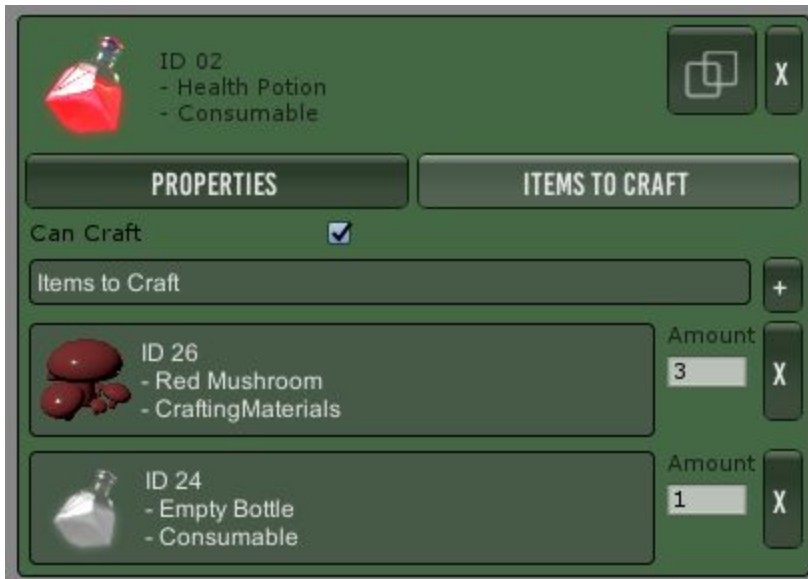 ID 02
- Health Potion
- Consumable
X
PROPERTIES
ITEMS TO CRAFT
Can Craft
Items to Craft
+
ID 26
- Red Mushroom
- CraftingMaterials
Amount
3
X
ID 24
- Empty Bottle
- Consumable
Amount
1
X